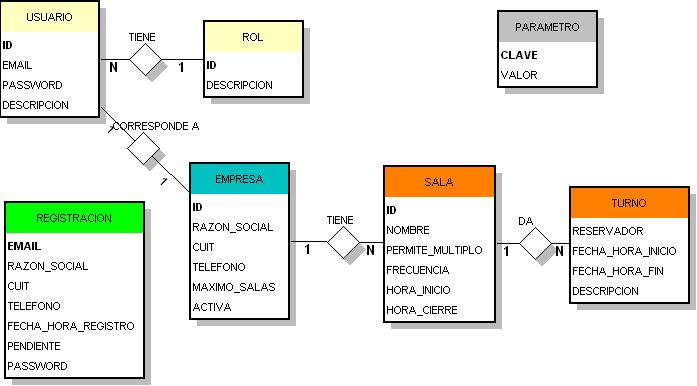 USUARIO
ID
EMAIL
PASSWORD
DESCRIPCION
TIENE
N
1
ROL
ID
DESCRIPCION
PARAMETRO
CLAVE
VALOR
1
CORRESPONDE A
1
EMPRESA
ID
RAZON_SOCIAL
CUIT
TELEFONO
MAXIMO_SALAS
ACTIVA
TIENE
1
N
SALA
ID
NOMBRE
PERMITE_MULTIPLO
FRECUENCIA
HORA_INICIO
HORA_CIERRE
DA
1
N
TURNO
RESERVADOR
FECHA_HORA_INICIO
FECHA_HORA_FIN
DESCRIPCION
REGISTRACION
EMAIL
RAZON_SOCIAL
CUIT
TELEFONO
FECHA_HORA_REGISTRO
PENDIENTE
PASSWORD